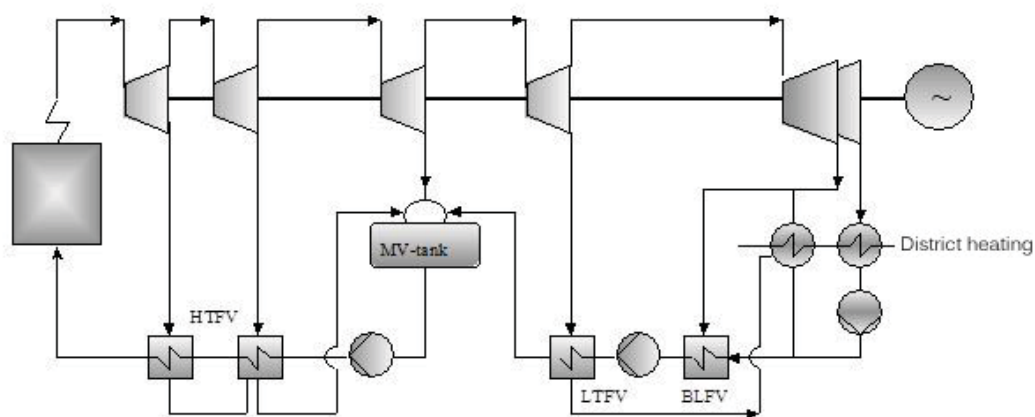 ~
District heating
MV-tank
HTFV
LTFV
BLFV